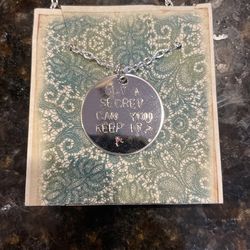 GOT A
SECRET
CAN YOU
KEEP IT?